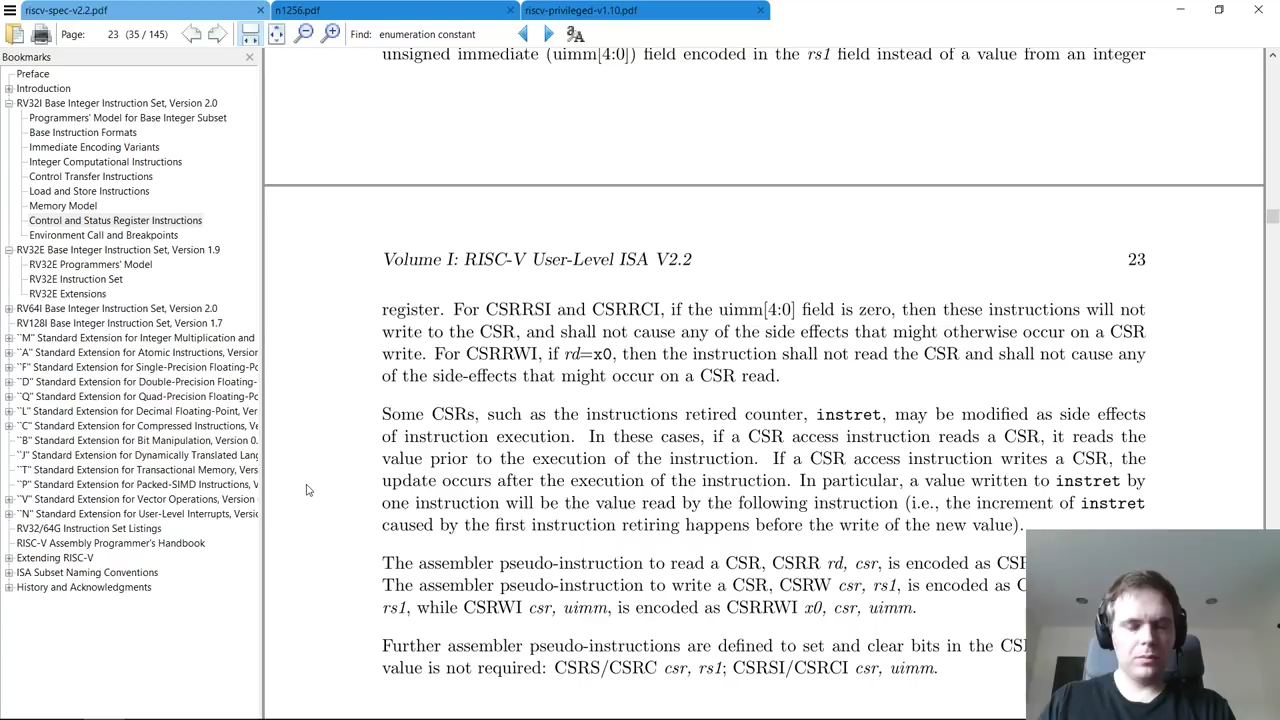 riscv-spec-v2.2.pdf
n1256.pdf
riscv-privileged-v1.10.pdf
Page: 23 (35 / 145)
Find: enumeration constant
Bookmarks
Preface
Introduction
RV32I Base Integer Instruction Set, Version 2.0
Programmers' Model for Base Integer Subset
Base Instruction Formats
Immediate Encoding Variants
Integer Computational Instructions
Control Transfer Instructions
Load and Store Instructions
Memory Model
Control and Status Register Instructions
Environment Call and Breakpoints
RV32E Base Integer Instruction Set, Version 1.9
RV32E Programmers' Model
RV32E Instruction Set
RV32E Extensions
RV64I Base Integer Instruction Set, Version 2.0
RV128I Base Integer Instruction Set, Version 1.7
``M'' Standard Extension for Integer Multiplication and
``A'' Standard Extension for Atomic Instructions, Version
``F'' Standard Extension for Single-Precision Floating-Po
``D'' Standard Extension for Double-Precision Floating-
``Q'' Standard Extension for Quad-Precision Floating-Po
``L'' Standard Extension for Decimal Floating-Point, Ver
``C'' Standard Extension for Compressed Instructions, Ve
``B'' Standard Extension for Bit Manipulation, Version 0.
``J'' Standard Extension for Dynamically Translated Lang
``T'' Standard Extension for Transactional Memory, Vers
``P'' Standard Extension for Packed-SIMD Instructions, V
``V'' Standard Extension for Vector Operations, Version
``N'' Standard Extension for User-Level Interrupts, Versio
RV32/64G Instruction Set Listings
RISC-V Assembly Programmer's Handbook
Extending RISC-V
ISA Subset Naming Conventions
History and Acknowledgments
unsigned immediate (uimm[4:0]) field encoded in the rs1 field instead of a value from an integer
Volume I: RISC-V User-Level ISA V2.2 23
register. For CSRRSI and CSRRCI, if the uimm[4:0] field is zero, then these instructions will not
write to the CSR, and shall not cause any of the side effects that might otherwise occur on a CSR
write. For CSRRWI, if rd=x0, then the instruction shall not read the CSR and shall not cause any
of the side-effects that might occur on a CSR read.
Some CSRs, such as the instructions retired counter, instret, may be modified as side effects
of instruction execution. In these cases, if a CSR access instruction reads a CSR, it reads the
value prior to the execution of the instruction. If a CSR access instruction writes a CSR, the
update occurs after the execution of the instruction. In particular, a value written to instret by
one instruction will be the value read by the following instruction (i.e., the increment of instret
caused by the first instruction retiring happens before the write of the new value).
The assembler pseudo-instruction to read a CSR, CSRR rd, csr, is encoded as CSR
The assembler pseudo-instruction to write a CSR, CSRW csr, rs1, is encoded as C
rs1, while CSRWI csr, uimm, is encoded as CSRRWI x0, csr, uimm.
Further assembler pseudo-instructions are defined to set and clear bits in the CSR
value is not required: CSRS/CSRC csr, rs1; CSRSI/CSRCI csr, uimm.